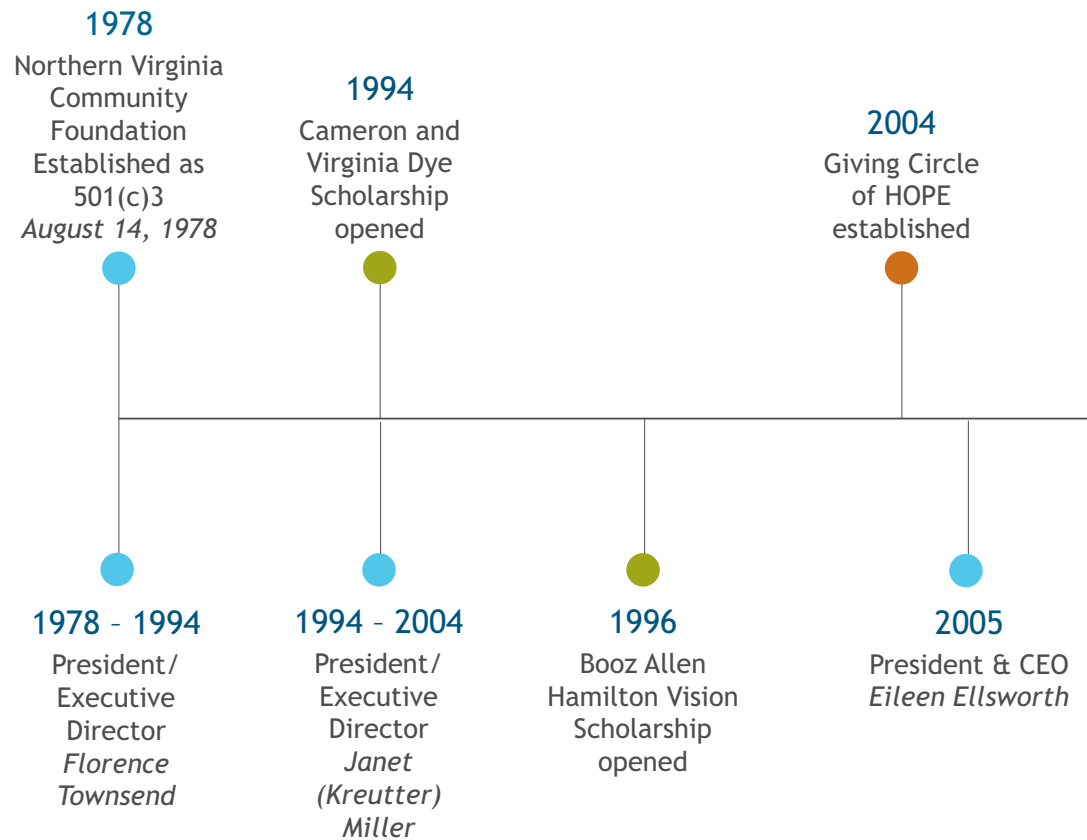 1978
Northern Virginia
Community
Foundation
Established as
501(c)3
August 14, 1978
1994
Cameron and
Virginia Dye
Scholarship
opened
2004
Giving Circle
of HOPE
established
1978 – 1994
President/
Executive
Director
Florence
Townsend
1994 – 2004
President/
Executive
Director
Janet
(Kreutter)
Miller
1996
Booz Allen
Hamilton Vision
Scholarship
opened
2005
President & CEO
Eileen Ellsworth